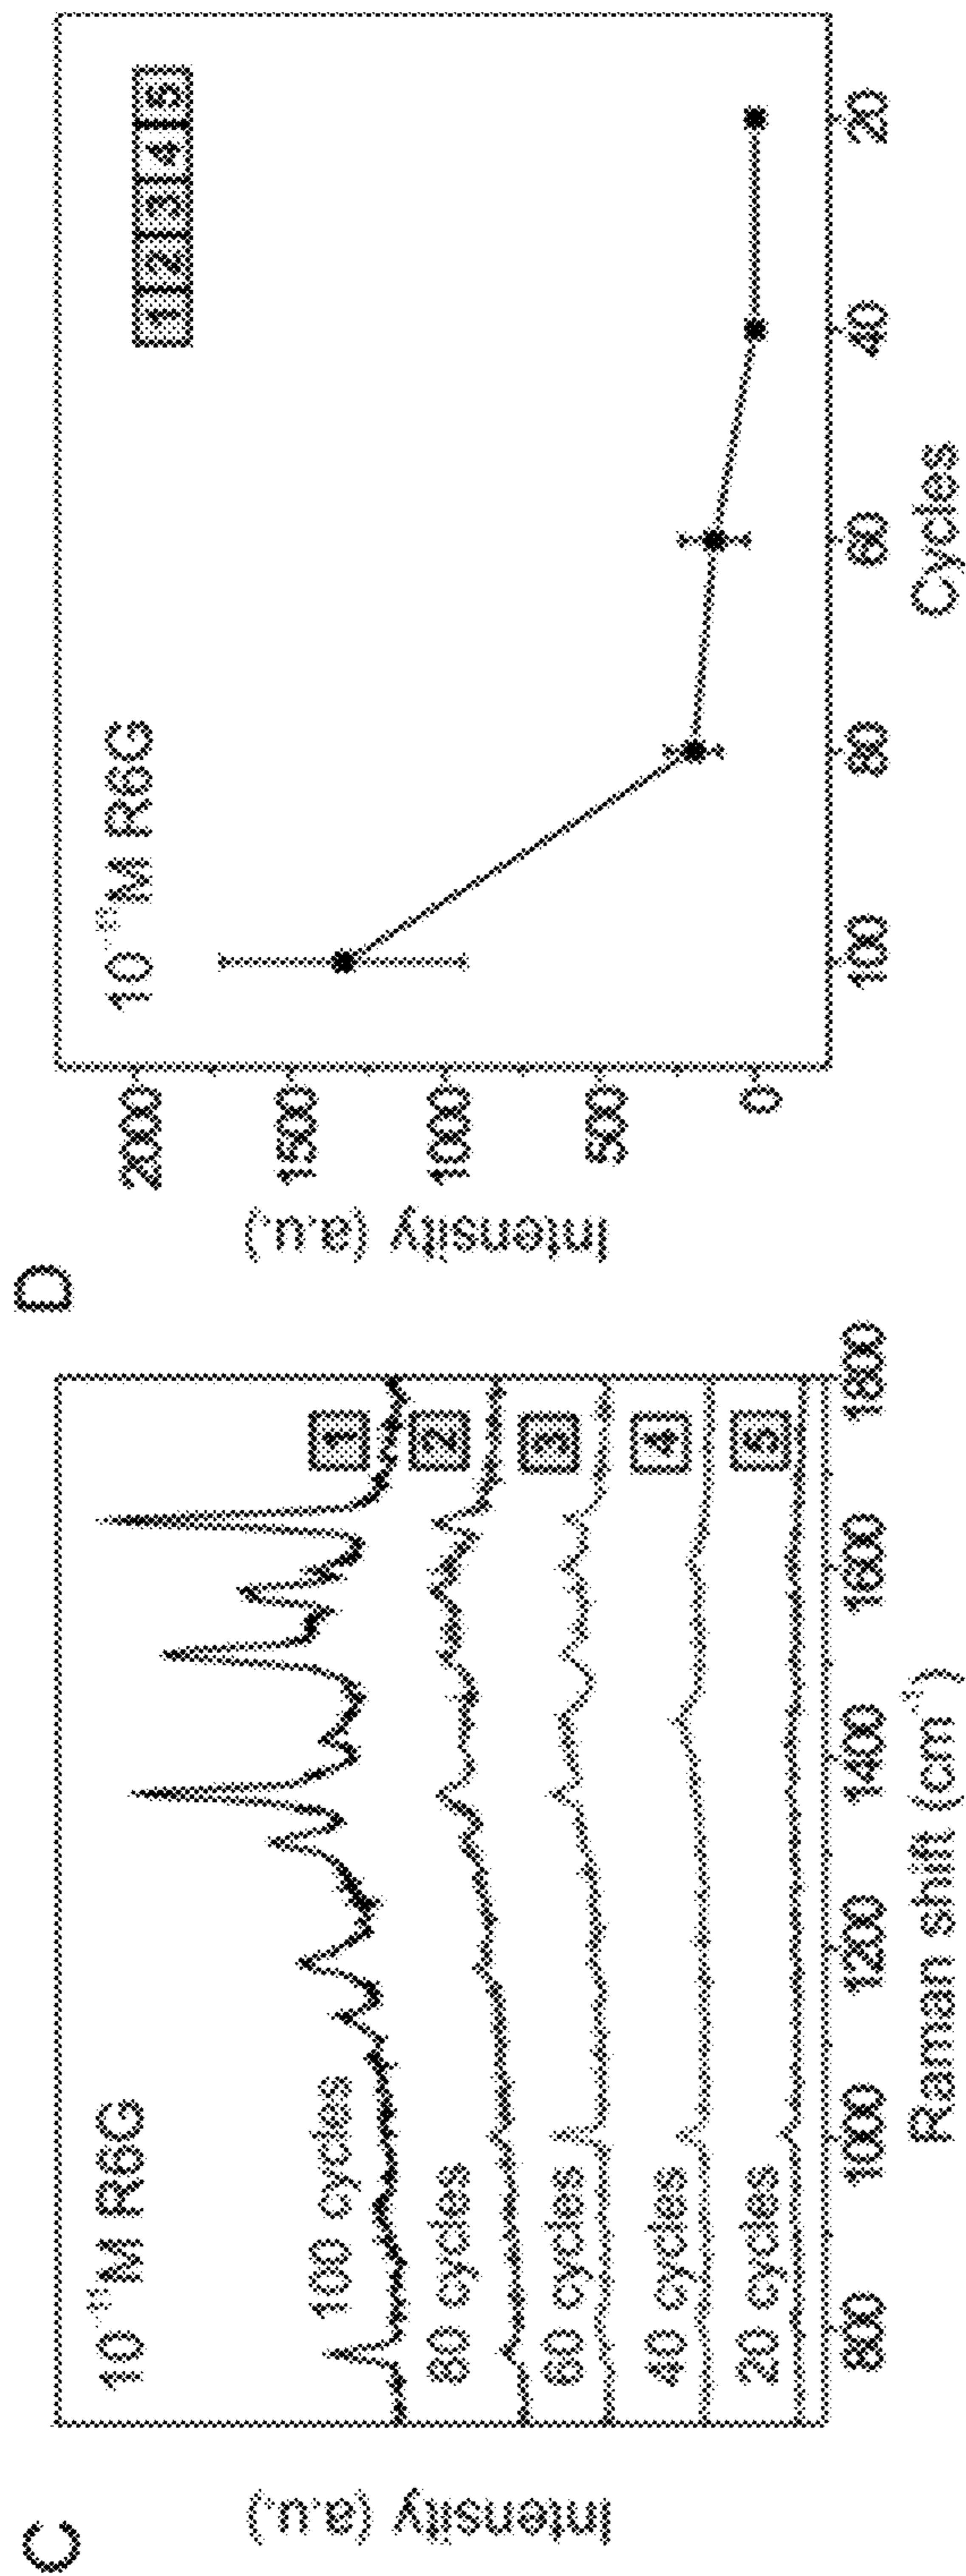 C
10 M R6G
100 cycles
80 cycles
60 cycles
40 cycles
20 cycles
1
2
3
4
5
Intensity (a.u.)
800 1000 1200 1400 1600 1800
Raman shift (cm⁻¹)
D
10 M R6G
1 2 3 4 5
2000
1500
1000
500
0
Intensity (a.u.)
100 80 60 40 20
Cycles